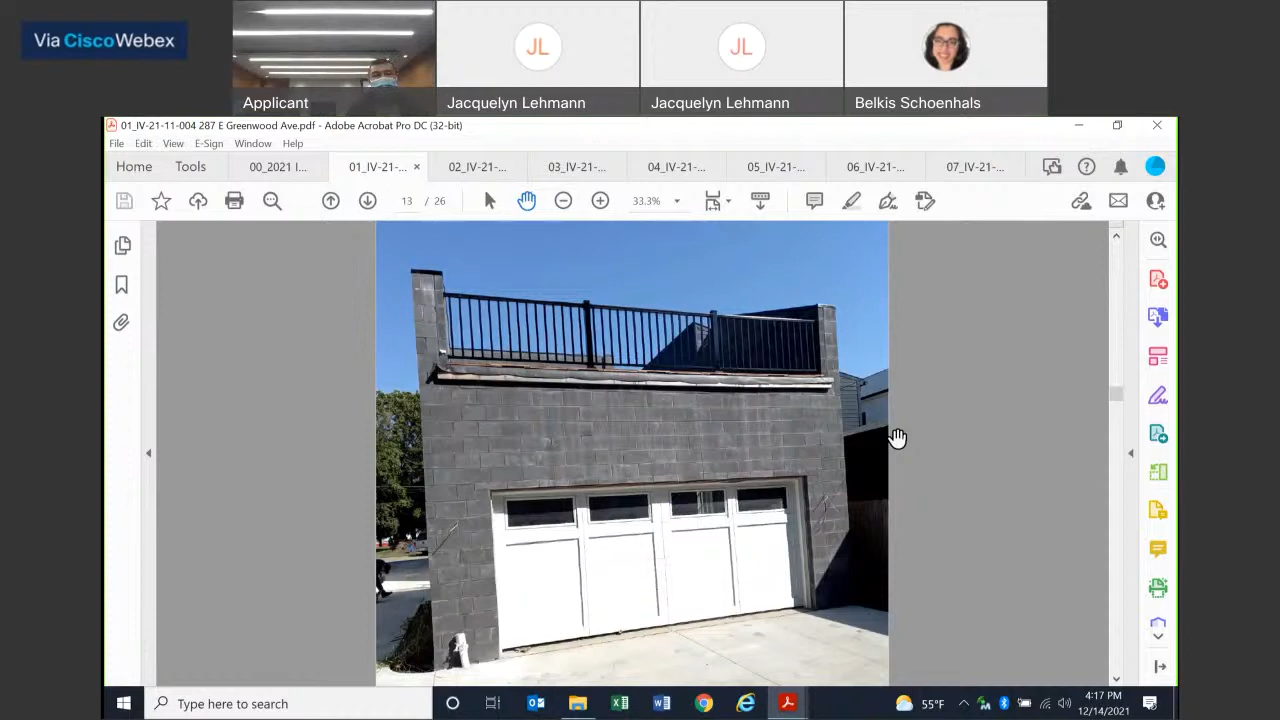 Via Cisco Webex
Applicant
JL
Jacquelyn Lehmann
JL
Jacquelyn Lehmann
Belkis Schoenhals
01_IV-21-11-004 287 E Greenwood Ave.pdf - Adobe Acrobat Pro DC (32-bit)
File Edit View E-Sign Window Help
Home Tools 00_2021 I... 01_IV-21-... × 02_IV-21-... 03_IV-21-... 04_IV-21-... 05_IV-21-... 06_IV-21-... 07_IV-21-...
13 / 26 33.3%
Type here to search
55°F
4:17 PM
12/14/2021